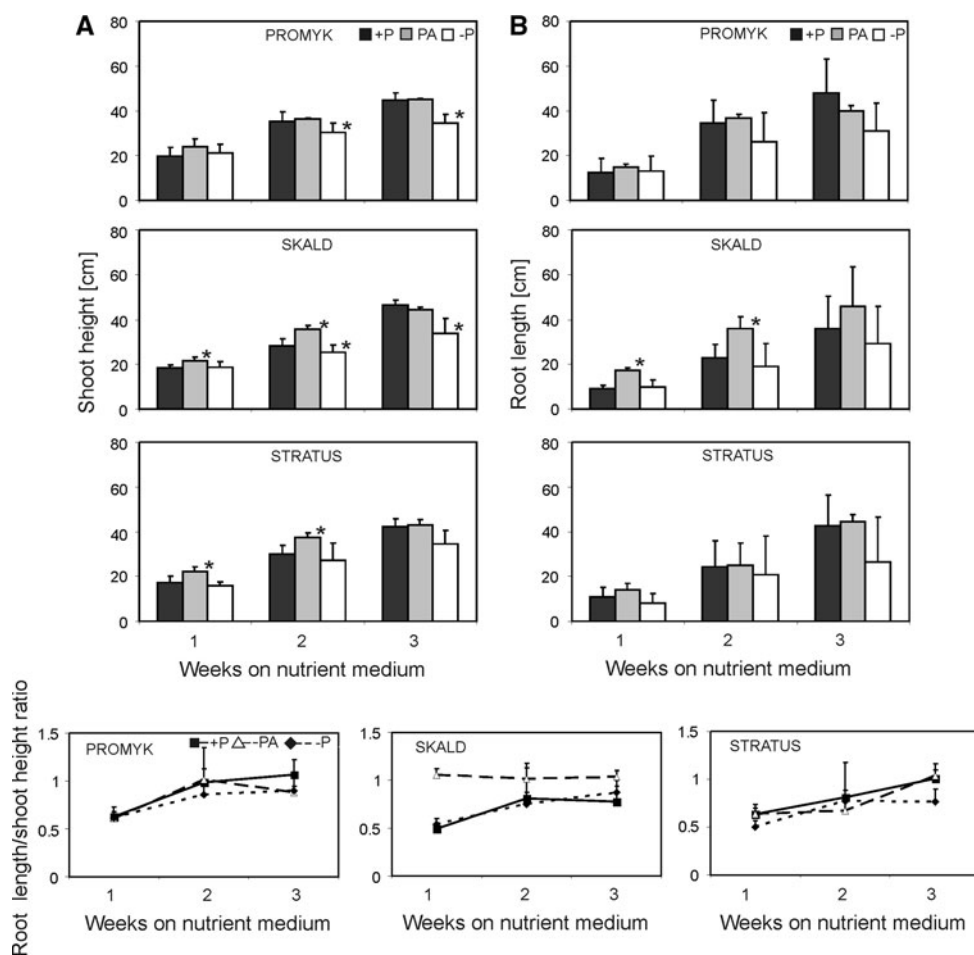 A
B
PROMYK
+P PA -P
PROMYK
+P PA -P
80
60
40
20
0
80
60
40
20
0
*
*
SKALD
SKALD
Shoot height [cm]
Root length [cm]
80
60
40
20
0
80
60
40
20
0
*
*
*
*
*
*
STRATUS
STRATUS
80
60
40
20
0
80
60
40
20
0
*
*
1 2 3
1 2 3
Weeks on nutrient medium
Weeks on nutrient medium
Root length/shoot height ratio
1.5
1
0.5
0
PROMYK
+P -PA -P
1 2 3
Weeks on nutrient medium
1.5
1
0.5
0
SKALD
1 2 3
Weeks on nutrient medium
1.5
1
0.5
0
STRATUS
1 2 3
Weeks on nutrient medium